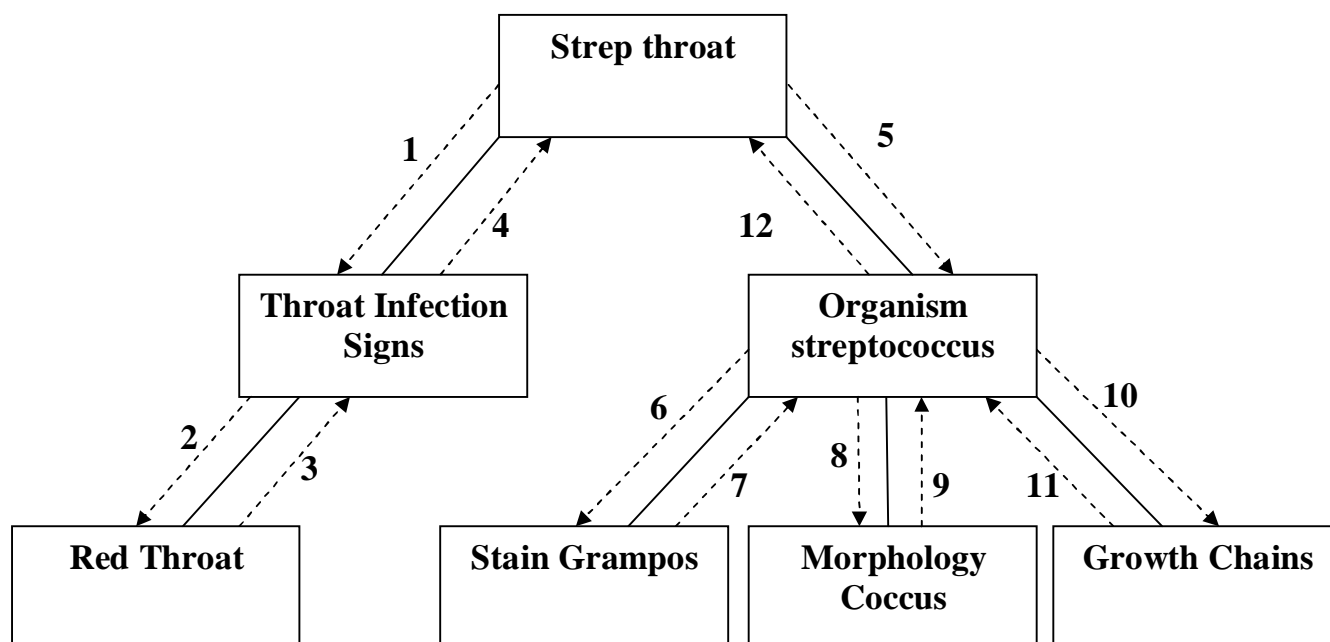 Strep throat
1
5
4
12
Throat Infection
Signs
Organism
streptococcus
2
3
6
7
8
9
10
11
Red Throat
Stain Grampos
Morphology
Coccus
Growth Chains